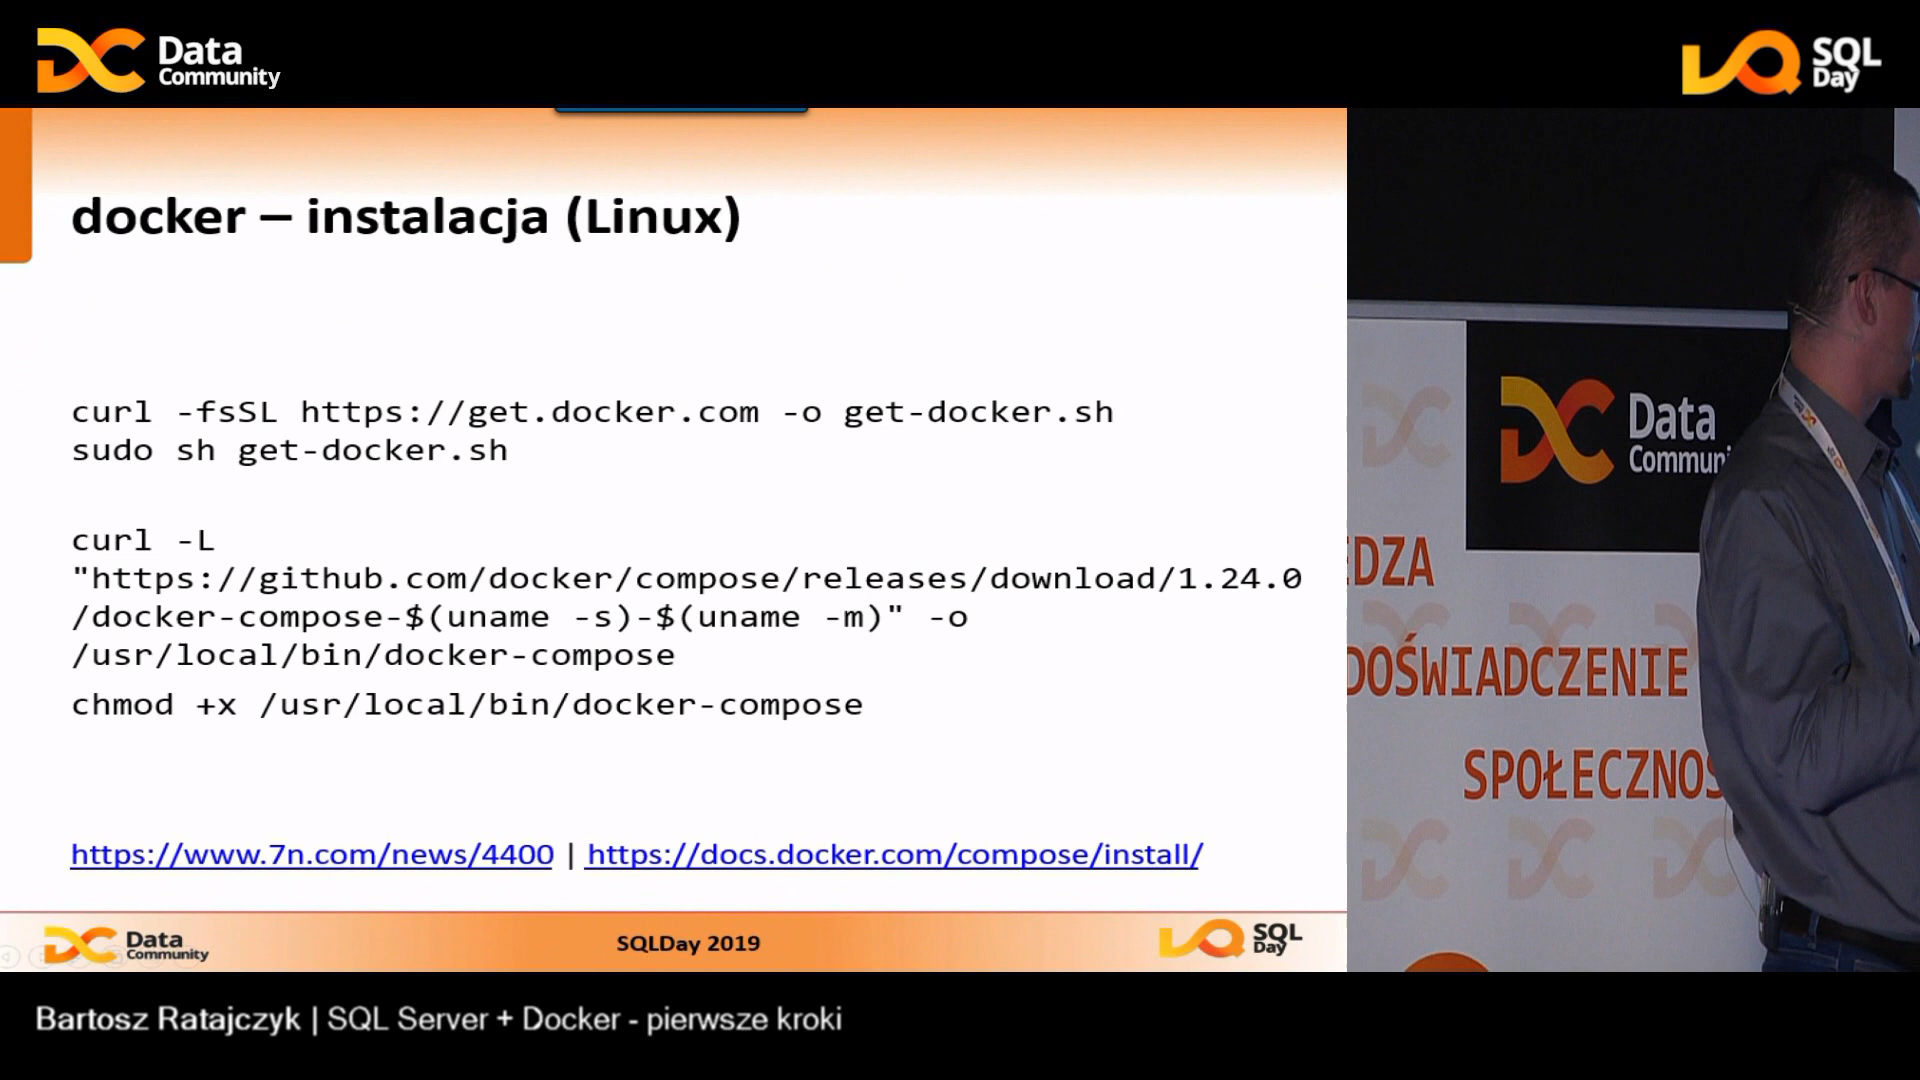 Data
Community
SQL
Day
docker – instalacja (Linux)
curl -fsSL https://get.docker.com -o get-docker.sh
sudo sh get-docker.sh
curl -L
"https://github.com/docker/compose/releases/download/1.24.0
/docker-compose-$(uname -s)-$(uname -m)" -o
/usr/local/bin/docker-compose
chmod +x /usr/local/bin/docker-compose
https://www.7n.com/news/4400 | https://docs.docker.com/compose/install/
Data
Community
SQLDay 2019
SQL
Day
Data
Commun
EDZA
DOŚWIADCZENIE
SPOŁECZNOŚ
Bartosz Ratajczyk | SQL Server + Docker - pierwsze kroki